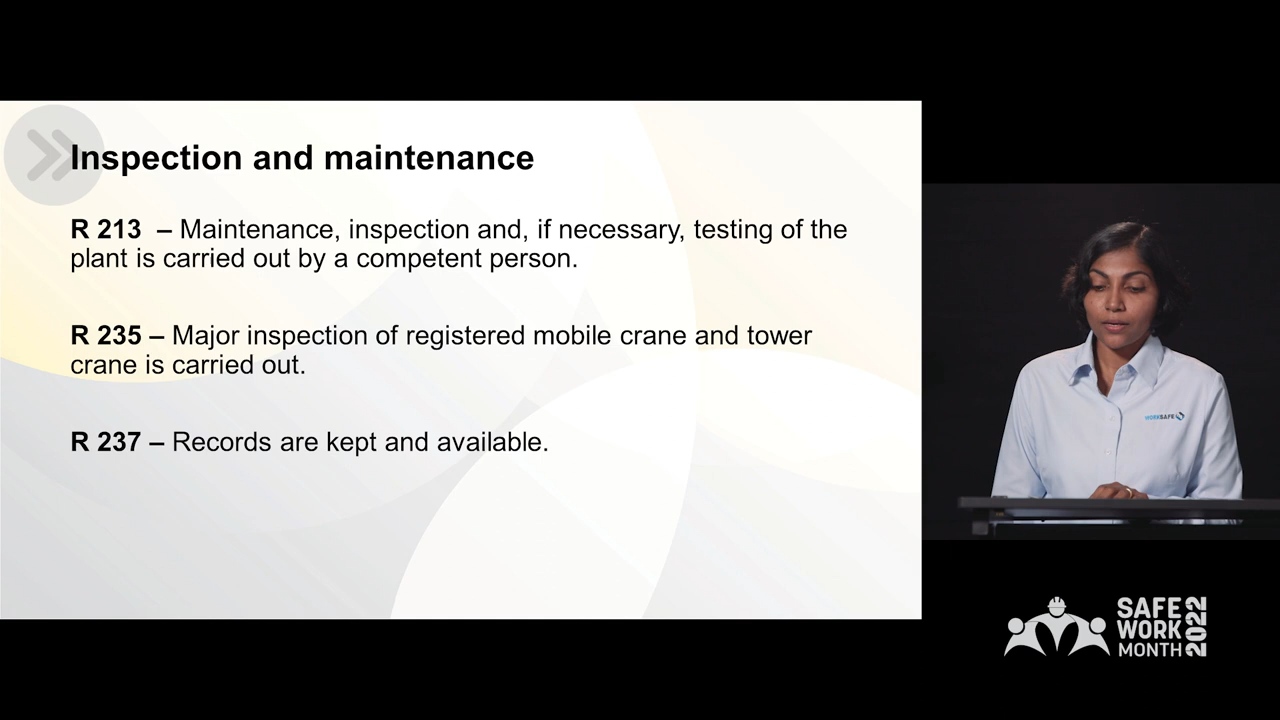 Inspection and maintenance
R 213 – Maintenance, inspection and, if necessary, testing of the
plant is carried out by a competent person.
R 235 – Major inspection of registered mobile crane and tower
crane is carried out.
R 237 – Records are kept and available.
WORKSAFE
SAFE
WORK
MONTH
2022